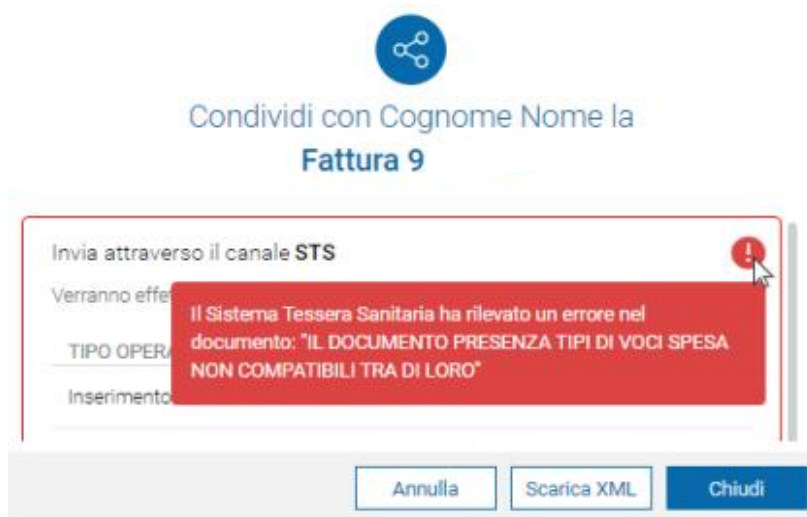 Condividi con Cognome Nome la
Fattura 9
Invia attraverso il canale STS
Verranno effe
Il Sistema Tessera Sanitaria ha rilevato un errore nel
documento: "IL DOCUMENTO PRESENZA TIPI DI VOCI SPESA
NON COMPATIBILI TRA DI LORO"
TIPO OPERA
Inserimento
Annulla
Scarica XML
Chiudi